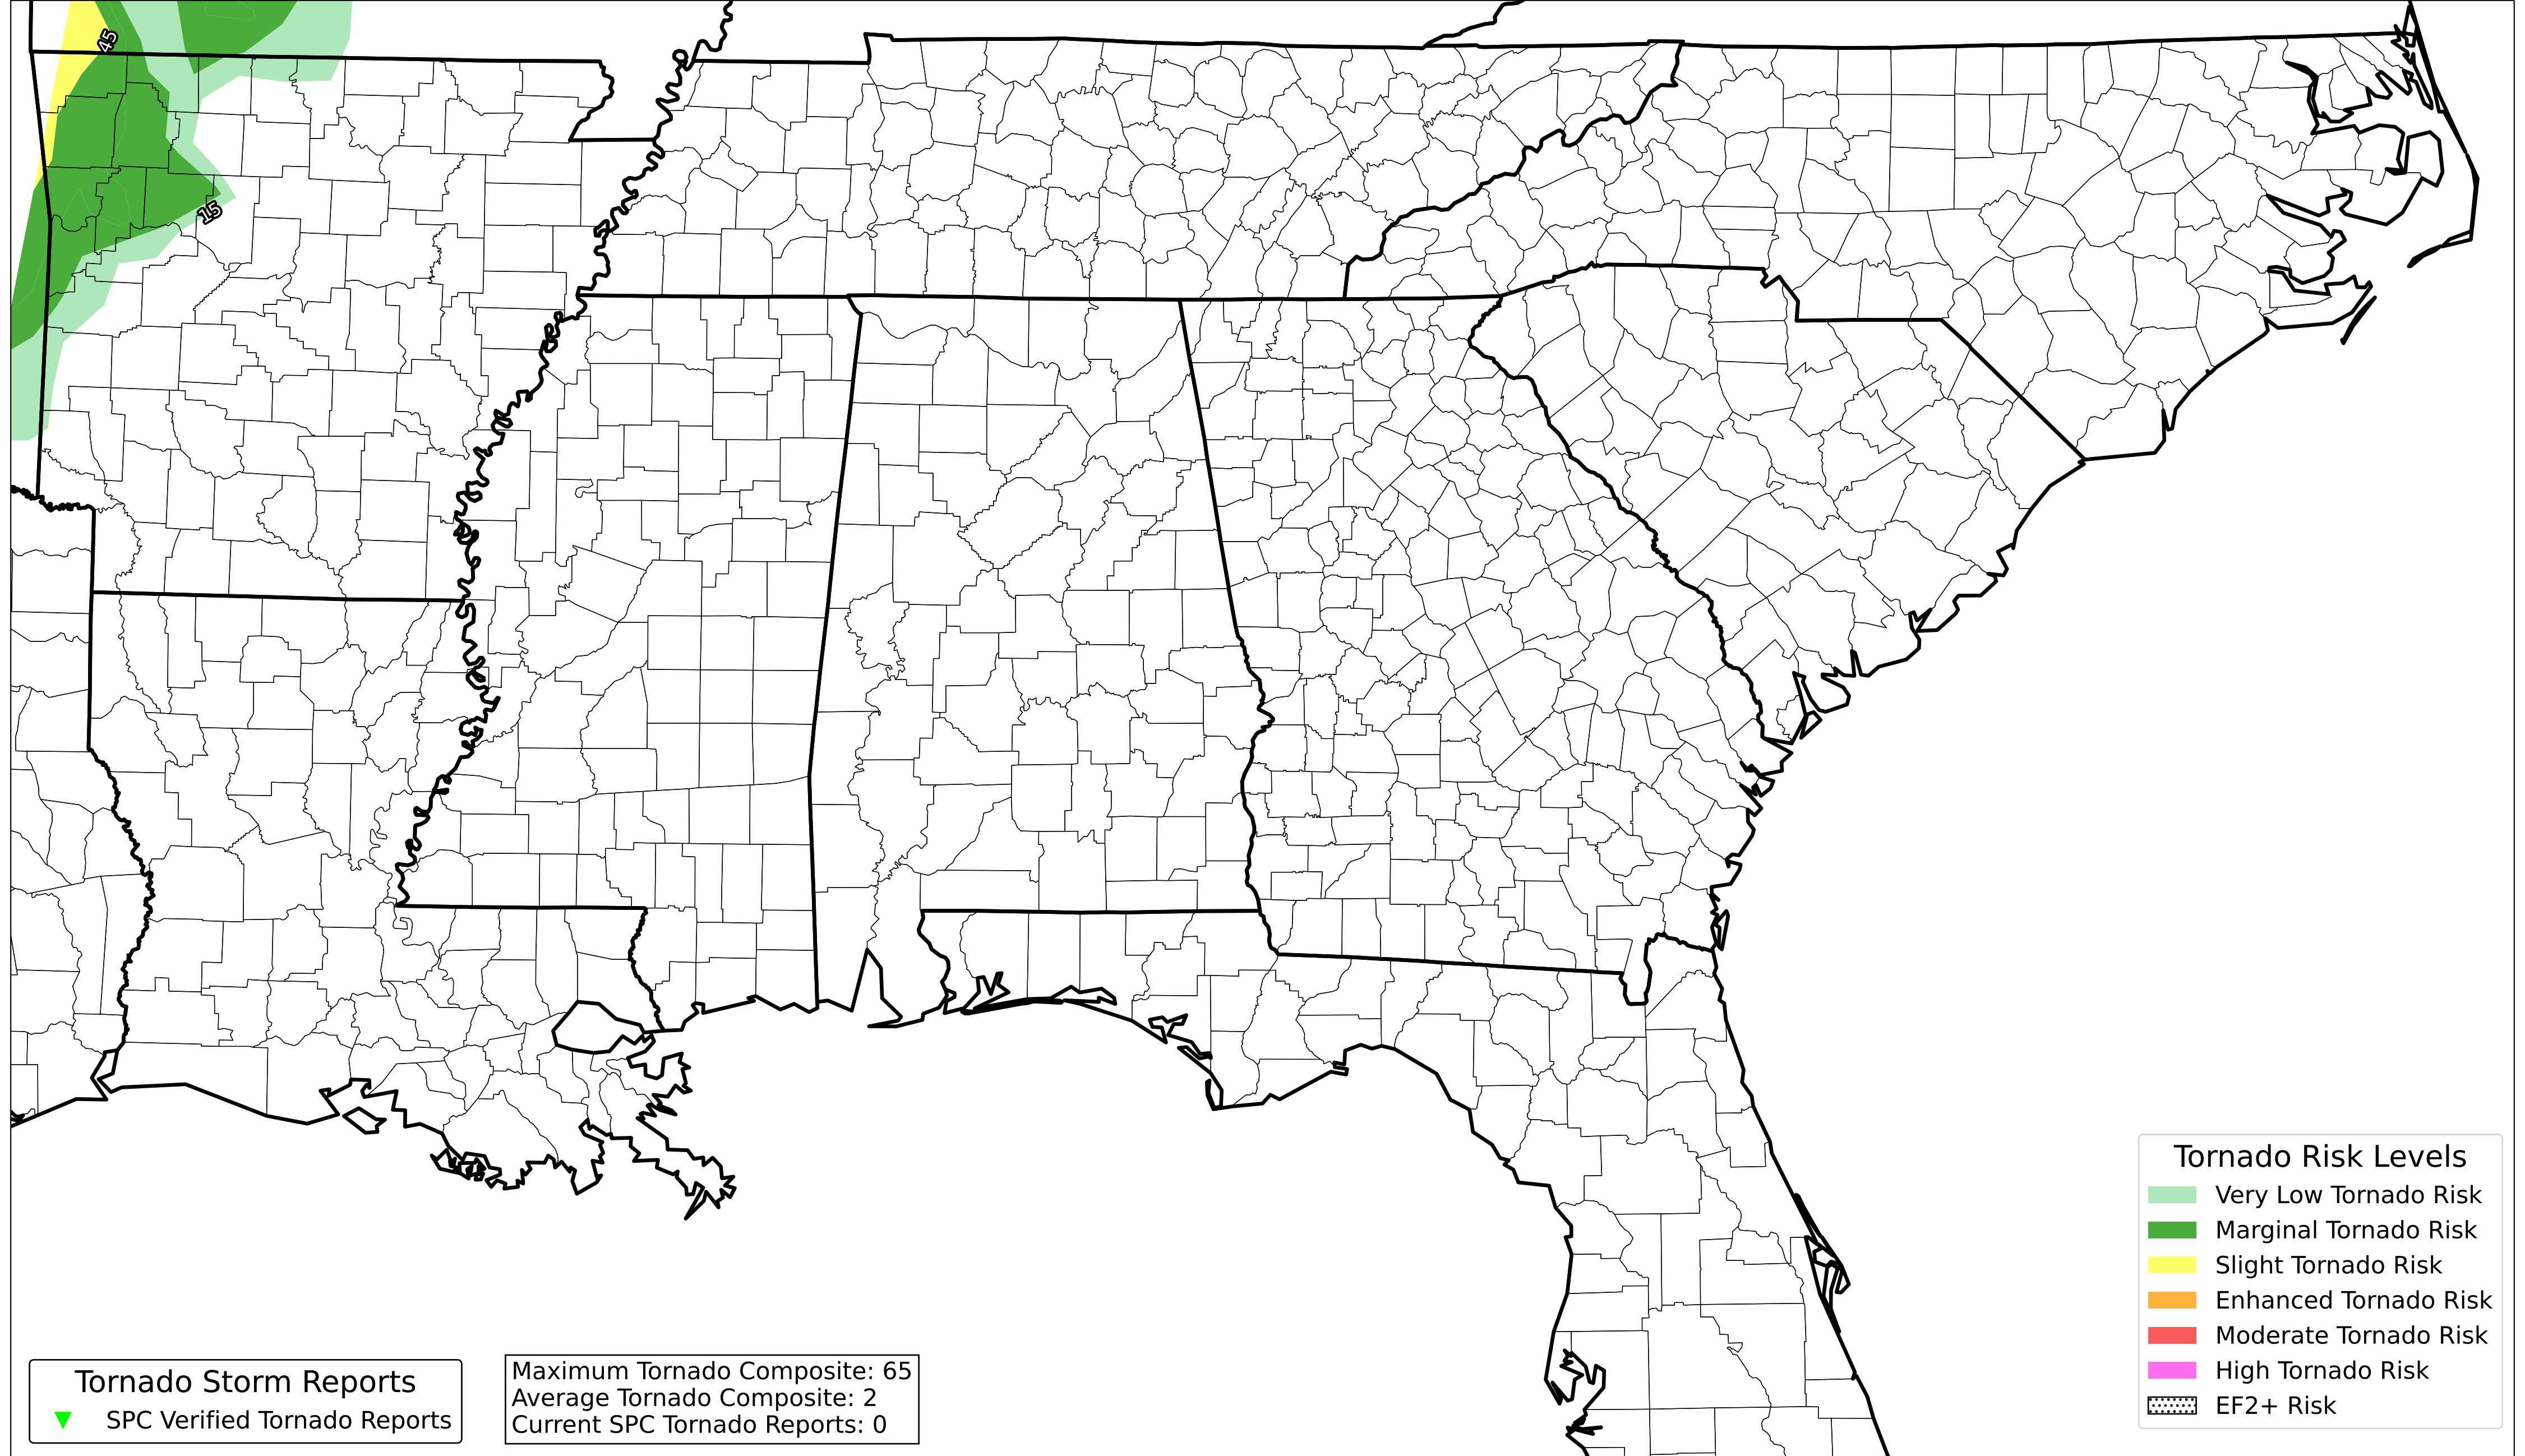 45
15
Tornado Risk Levels
Very Low Tornado Risk
Marginal Tornado Risk
Slight Tornado Risk
Enhanced Tornado Risk
Moderate Tornado Risk
High Tornado Risk
EF2+ Risk
Tornado Storm Reports
SPC Verified Tornado Reports
Maximum Tornado Composite: 65
Average Tornado Composite: 2
Current SPC Tornado Reports: 0